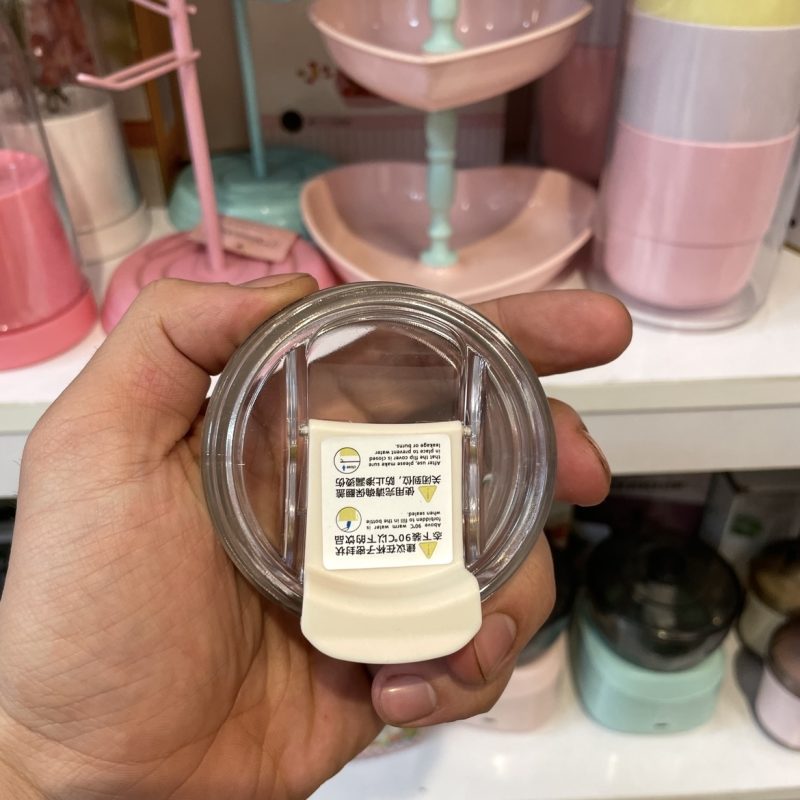 建议在杯子密封状
态下装90℃以下的饮品
Above 90℃ warm water is
forbidden to fill in the bottle
when sealed.
使用完请确保翻盖
关闭到位，防止渗漏烫伤
After use, please make sure
that the flip cover is closed
in place to prevent water
leakage or burns.